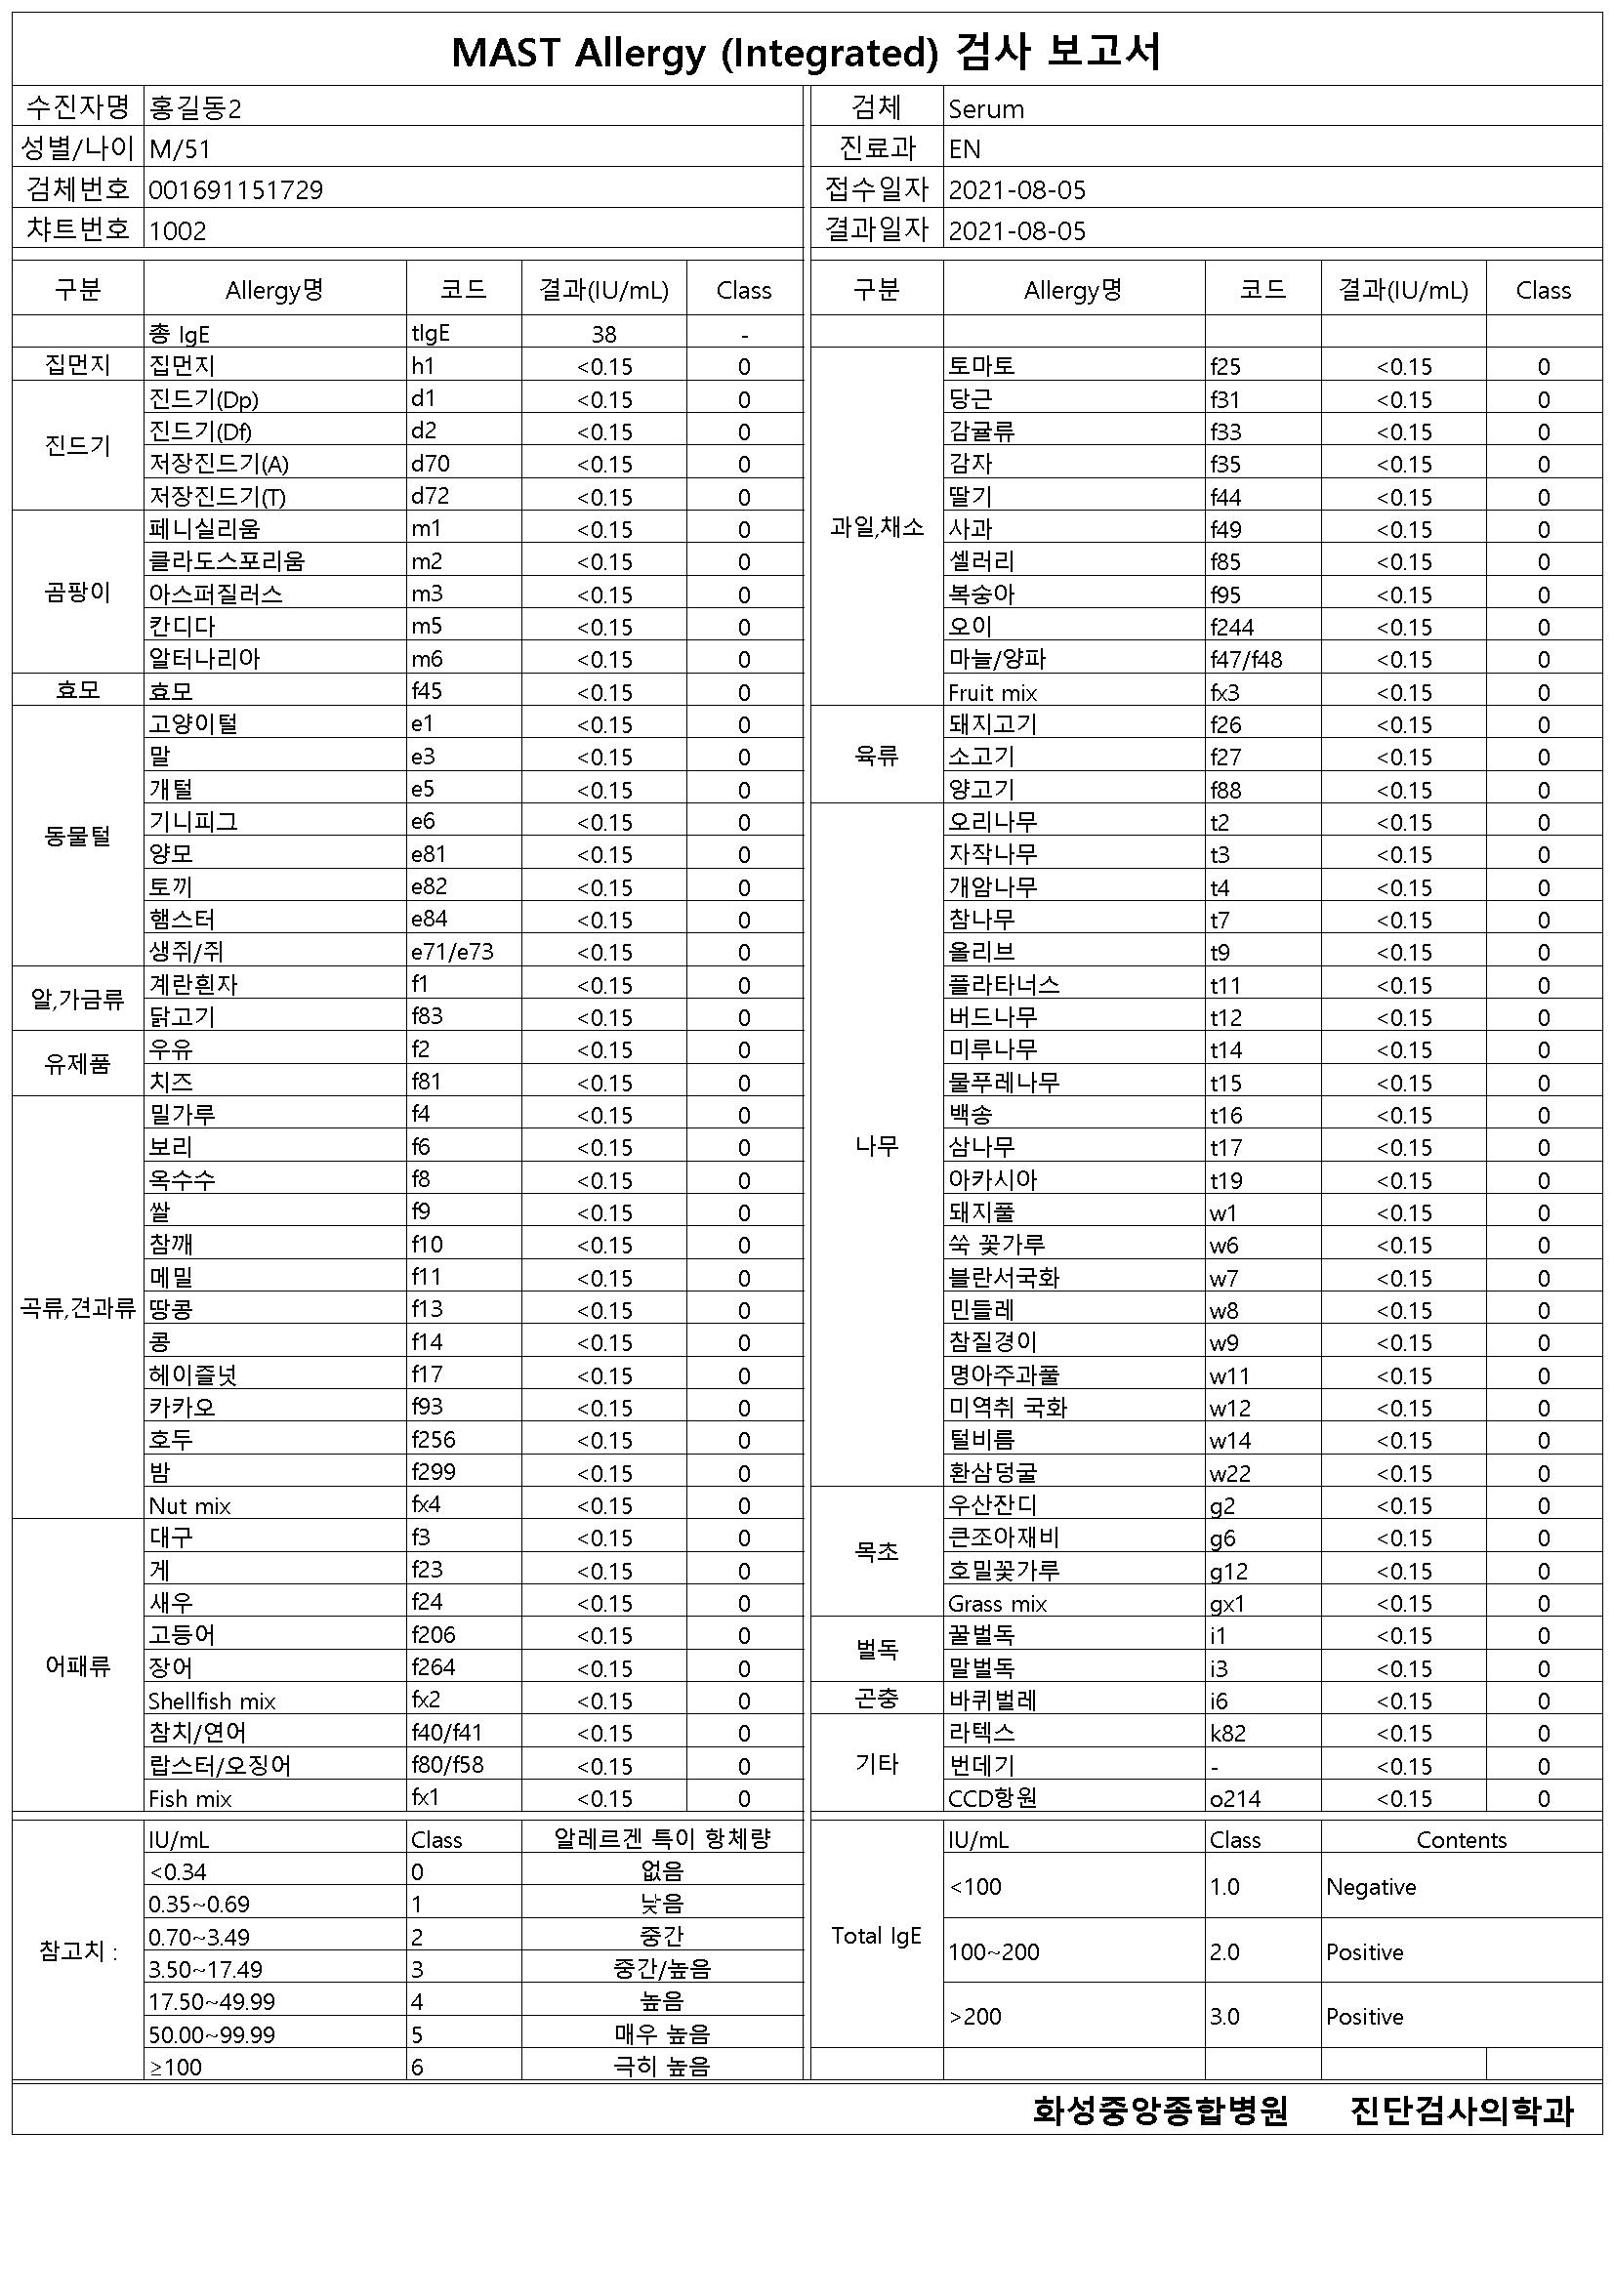 MAST Allergy (Integrated) 검사 보고서
수진자명 홍길동2 검체 Serum
성별/나이 M/51 진료과 EN
검체번호 001691151729 접수일자 2021-08-05
챠트번호 1002 결과일자 2021-08-05
구분 Allergy명 코드 결과(IU/mL) Class 구분 Allergy명 코드 결과(IU/mL) Class
총 IgE tIgE 38 -
집먼지 집먼지 h1 <0.15 0 토마토 f25 <0.15 0
진드기(Dp) d1 <0.15 0 당근 f31 <0.15 0
진드기(Df) d2 <0.15 0 감귤류 f33 <0.15 0
진드기 저장진드기(A) d70 <0.15 0 감자 f35 <0.15 0
저장진드기(T) d72 <0.15 0 딸기 f44 <0.15 0
페니실리움 m1 <0.15 0 과일,채소 사과 f49 <0.15 0
클라도스포리움 m2 <0.15 0 셀러리 f85 <0.15 0
곰팡이 아스퍼질러스 m3 <0.15 0 복숭아 f95 <0.15 0
칸디다 m5 <0.15 0 오이 f244 <0.15 0
알터나리아 m6 <0.15 0 마늘/양파 f47/f48 <0.15 0
효모 효모 f45 <0.15 0 Fruit mix fx3 <0.15 0
고양이털 e1 <0.15 0 돼지고기 f26 <0.15 0
말 e3 <0.15 0 육류 소고기 f27 <0.15 0
개털 e5 <0.15 0 양고기 f88 <0.15 0
기니피그 e6 <0.15 0 오리나무 t2 <0.15 0
동물털 양모 e81 <0.15 0 자작나무 t3 <0.15 0
토끼 e82 <0.15 0 개암나무 t4 <0.15 0
햄스터 e84 <0.15 0 참나무 t7 <0.15 0
생쥐/쥐 e71/e73 <0.15 0 올리브 t9 <0.15 0
알,가금류 계란흰자 f1 <0.15 0 플라타너스 t11 <0.15 0
닭고기 f83 <0.15 0 버드나무 t12 <0.15 0
유제품 우유 f2 <0.15 0 미루나무 t14 <0.15 0
치즈 f81 <0.15 0 물푸레나무 t15 <0.15 0
밀가루 f4 <0.15 0 백송 t16 <0.15 0
보리 f6 <0.15 0 나무 삼나무 t17 <0.15 0
옥수수 f8 <0.15 0 아카시아 t19 <0.15 0
쌀 f9 <0.15 0 돼지풀 w1 <0.15 0
참깨 f10 <0.15 0 쑥 꽃가루 w6 <0.15 0
메밀 f11 <0.15 0 블란서국화 w7 <0.15 0
곡류,견과류 땅콩 f13 <0.15 0 민들레 w8 <0.15 0
콩 f14 <0.15 0 참질경이 w9 <0.15 0
헤이즐넛 f17 <0.15 0 명아주과풀 w11 <0.15 0
카카오 f93 <0.15 0 미역취 국화 w12 <0.15 0
호두 f256 <0.15 0 털비름 w14 <0.15 0
밤 f299 <0.15 0 환삼덩굴 w22 <0.15 0
Nut mix fx4 <0.15 0 우산잔디 g2 <0.15 0
대구 f3 <0.15 0 목초 큰조아재비 g6 <0.15 0
게 f23 <0.15 0 호밀꽃가루 g12 <0.15 0
새우 f24 <0.15 0 Grass mix gx1 <0.15 0
고등어 f206 <0.15 0 벌독 꿀벌독 i1 <0.15 0
어패류 장어 f264 <0.15 0 말벌독 i3 <0.15 0
Shellfish mix fx2 <0.15 0 곤충 바퀴벌레 i6 <0.15 0
참치/연어 f40/f41 <0.15 0 라텍스 k82 <0.15 0
랍스터/오징어 f80/f58 <0.15 0 기타 번데기 - <0.15 0
Fish mix fx1 <0.15 0 CCD항원 o214 <0.15 0
IU/mL Class 알레르겐 특이 항체량 IU/mL Class Contents
<0.34 0 없음 <100 1.0 Negative
0.35~0.69 1 낮음
참고치 : 0.70~3.49 2 중간 Total IgE 100~200 2.0 Positive
3.50~17.49 3 중간/높음
17.50~49.99 4 높음 >200 3.0 Positive
50.00~99.99 5 매우 높음
≥100 6 극히 높음
화성중앙종합병원 진단검사의학과